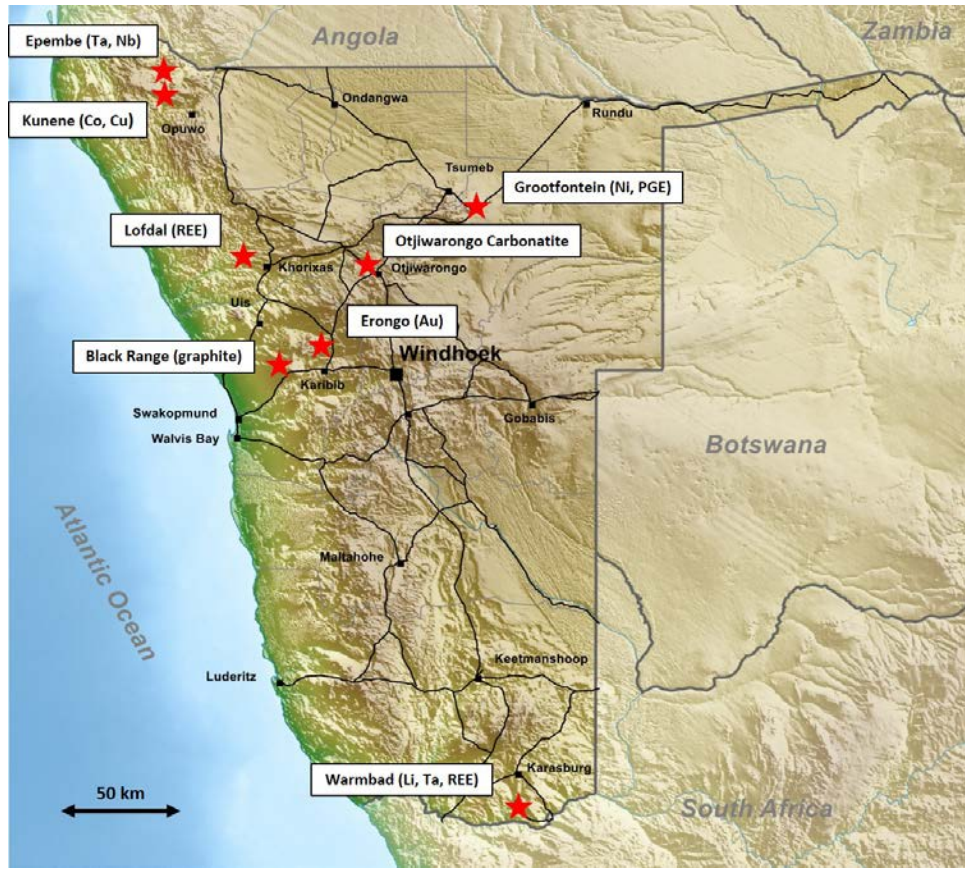 Angola
Zambia
Epembe (Ta, Nb)
Kunene (Co, Cu)
Opuwo
Ondangwa
Rundu
Tsumeb
Grootfontein (Ni, PGE)
Lofdal (REE)
Otjiwarongo Carbonatite
Khorixas
Otjiwarongo
Uis
Erongo (Au)
Black Range (graphite)
Windhoek
Karibib
Swakopmund
Gobabis
Walvis Bay
Botswana
Atlantic Ocean
Maltahohe
Keetmanshoop
Luderitz
Warmbad (Li, Ta, REE)
Karasburg
50 km
South Africa